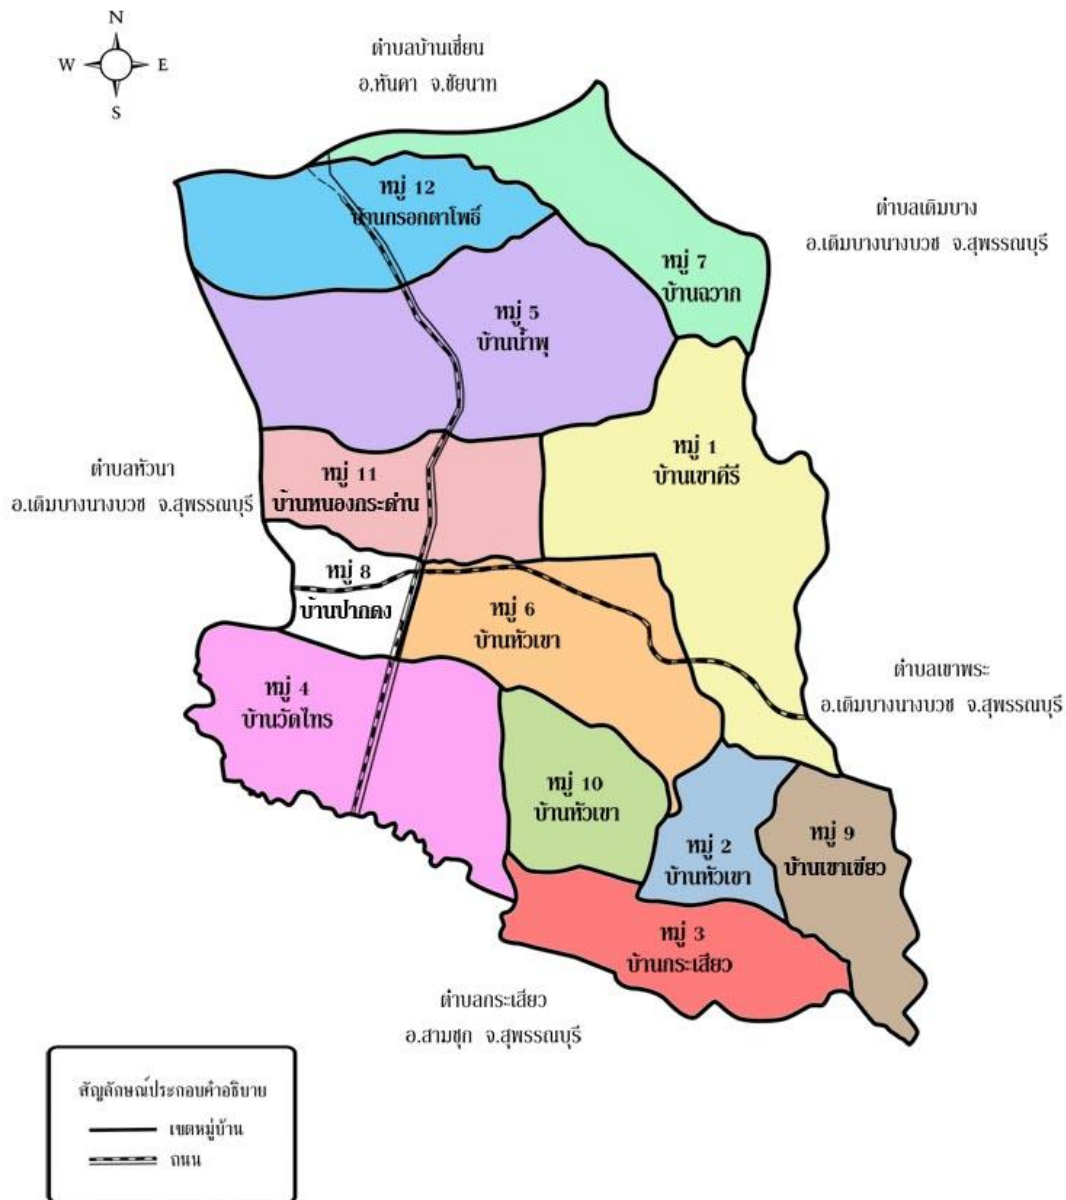 N
W E
S
ตำบลบ้านเชี่ยน
อ.หันคา จ.ชัยนาท
หมู่ 12
บ้านกรอกตาโพธิ์
ตำบลเดิมบาง
อ.เดิมบางนางบวช จ.สุพรรณบุรี
หมู่ 7
บ้านฉวาก
หมู่ 5
บ้านน้ำพุ
หมู่ 1
บ้านเขาคีรี
ตำบลหัวนา
อ.เดิมบางนางบวช จ.สุพรรณบุรี
หมู่ 11
บ้านหนองกระด่าน
หมู่ 8
บ้านปากดง
หมู่ 6
บ้านหัวเขา
ตำบลเขาพระ
อ.เดิมบางนางบวช จ.สุพรรณบุรี
หมู่ 4
บ้านวัดไทร
หมู่ 10
บ้านหัวเขา
หมู่ 2
บ้านหัวเขา
หมู่ 9
บ้านเขาเขียว
หมู่ 3
บ้านกระเสียว
ตำบลกระเสียว
อ.สามชุก จ.สุพรรณบุรี
สัญลักษณ์ประกอบคำอธิบาย
เขตหมู่บ้าน
ถนน